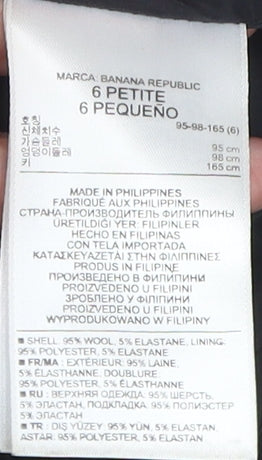 MARCA: BANANA REPUBLIC
6 PETITE
6 PEQUEÑO
호칭 95-98-165 (6)
신체치수
가슴둘레 95 cm
엉덩이둘레 98 cm
키 165 cm
MADE IN PHILIPPINES
FABRIQUÉ AUX PHILIPPINES
СТРАНА-ПРОИЗВОДИТЕЛЬ ФИЛИППИНЫ
ÜRETİLDİĞİ YER: FILIPINLER
HECHO EN FILIPINAS
CON TELA IMPORTADA
ΚΑΤΑΣΚΕΥΑΖΕΤΑΙ ΣΤΗΝ ΦΙΛΙΠΠΙΝΕΣ
PRODUS IN FILIPINE
ПРОИЗВЕДЕНО В ФИЛИПИНИ
PROIZVEDENO U FILIPINI
ЗРОБЛЕНО У ФІЛІПІНИ
PROIZVEDENO U FILIPINI
WYPRODUKOWANO W FILIPINY
■ SHELL: 95% WOOL, 5% ELASTANE, LINING:
95% POLYESTER, 5% ELASTANE
■ FR/MA : EXTÉRIEUR: 95% LAINE,
5% ÉLASTHANNE. DOUBLURE
95% POLYESTER, 5% ÉLASTHANNE
■ RU : ВЕРХНЯЯ ОДЕЖДА: 95% ШЕРСТЬ,
5% ЭЛАСТАН, ПОДКЛАДКА: 95% ПОЛИЭСТЕР
5% ЭЛАСТАН
■ TR : DIŞ YÜZEY: 95% YÜN, 5% ELASTAN,
ASTAR: 95% POLYESTER, 5% ELASTAN